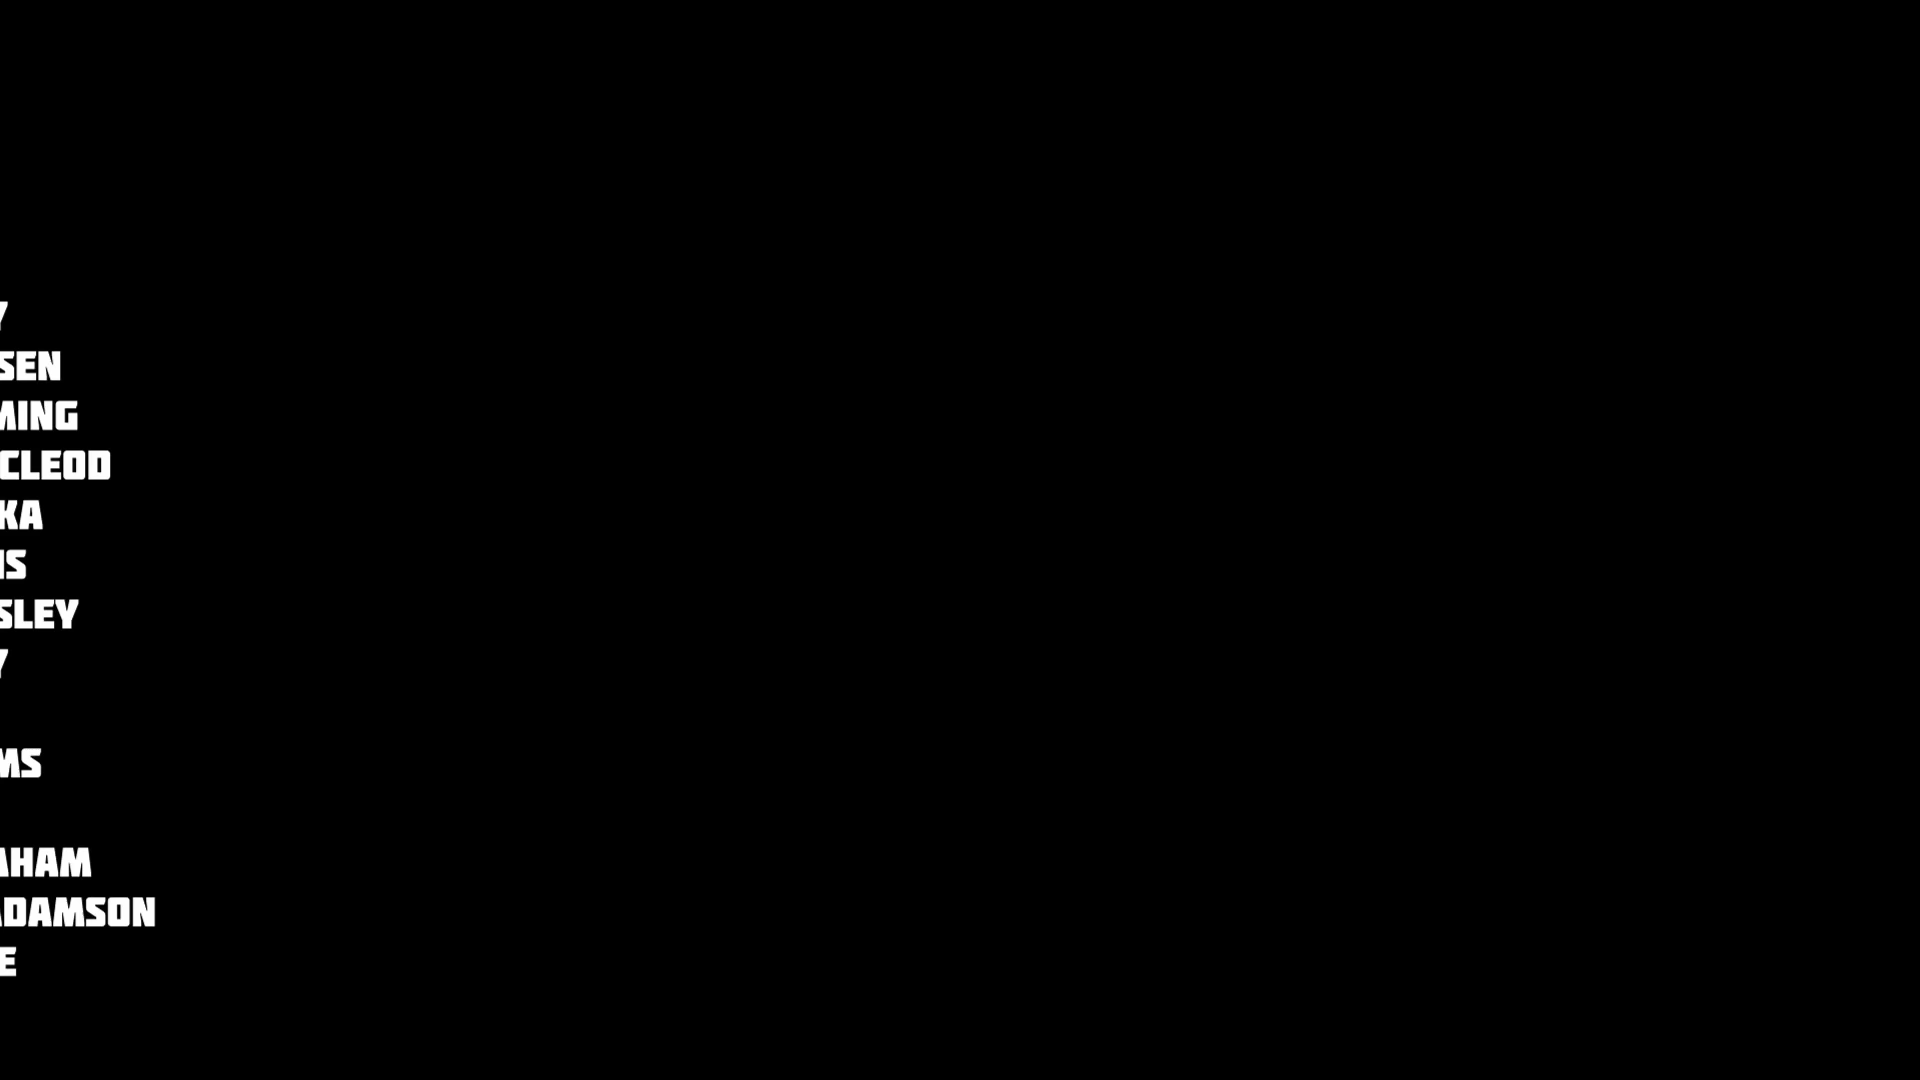 Y
SEN
MING
CLEOD
KA
IS
SLEY
Y
MS
AHAM
ADAMSON
E